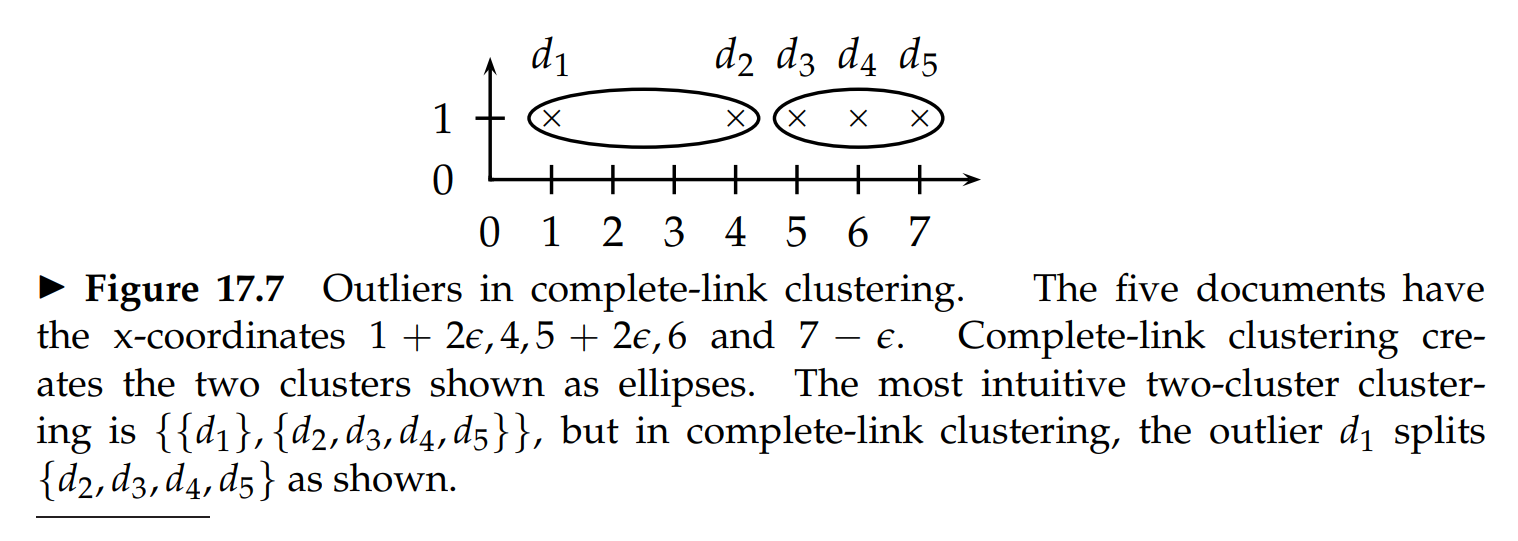 d1 d2 d3 d4 d5
1
0
0 1 2 3 4 5 6 7
► Figure 17.7 Outliers in complete-link clustering. The five documents have
the x-coordinates 1 + 2ϵ, 4, 5 + 2ϵ, 6 and 7 − ϵ. Complete-link clustering cre-
ates the two clusters shown as ellipses. The most intuitive two-cluster cluster-
ing is {{d1}, {d2, d3, d4, d5}}, but in complete-link clustering, the outlier d1 splits
{d2, d3, d4, d5} as shown.